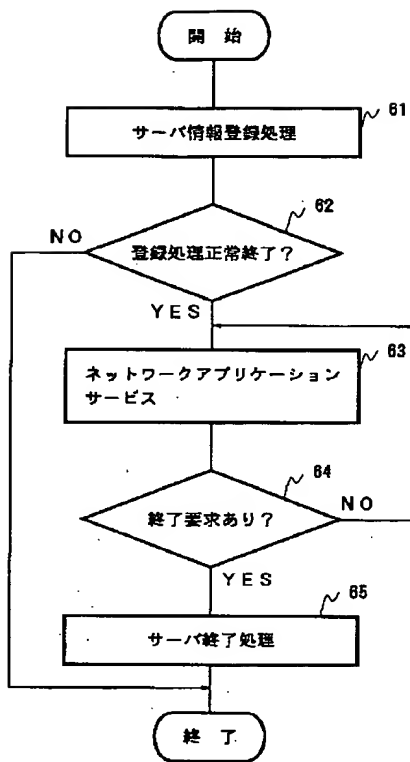 開 始
61
サーバ情報登録処理
62
NO
登録処理正常終了？
YES
63
ネットワークアプリケーション
サービス
64
NO
終了要求あり？
YES
65
サーバ終了処理
終 了